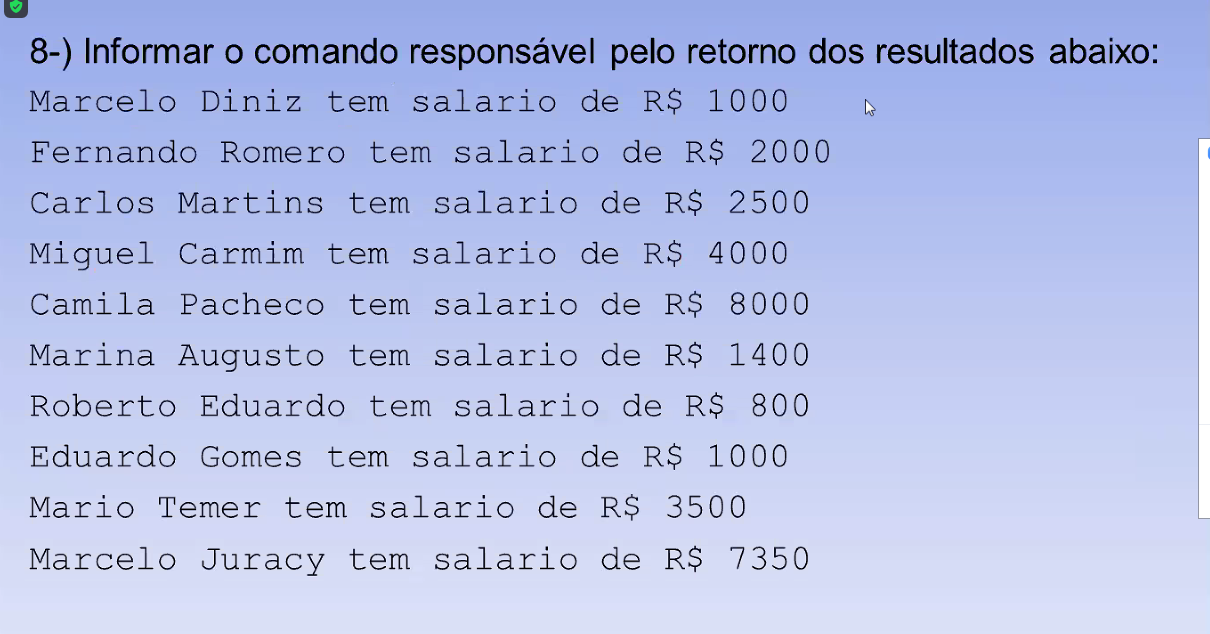 8-) Informar o comando responsável pelo retorno dos resultados abaixo:
Marcelo Diniz tem salario de R$ 1000
Fernando Romero tem salario de R$ 2000
Carlos Martins tem salario de R$ 2500
Miguel Carmim tem salario de R$ 4000
Camila Pacheco tem salario de R$ 8000
Marina Augusto tem salario de R$ 1400
Roberto Eduardo tem salario de R$ 800
Eduardo Gomes tem salario de R$ 1000
Mario Temer tem salario de R$ 3500
Marcelo Juracy tem salario de R$ 7350